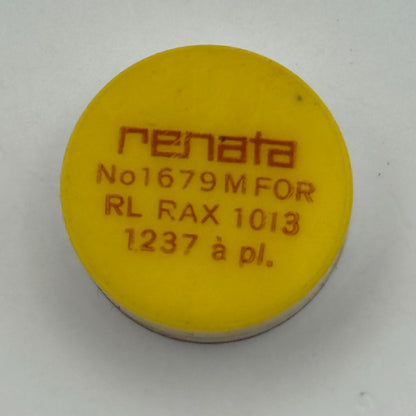 renata
No1679MFOR
RL RAX 1013
1237 à pl.